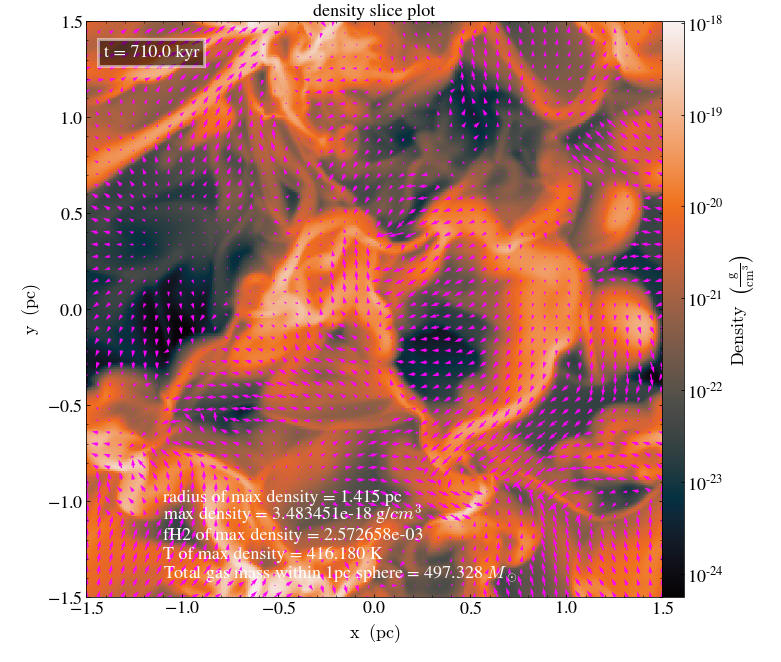 density slice plot
t = 710.0 kyr
1.5
1.0
0.5
0.0
−0.5
−1.0
−1.5
y (pc)
radius of max density = 1.415 pc
max density = 3.483451e-18 g/cm³
fH2 of max density = 2.572658e-03
T of max density = 416.180 K
Total gas mass within 1pc sphere = 497.328 M☉
−1.5 −1.0 −0.5 0.0 0.5 1.0 1.5
x (pc)
10⁻¹⁸
10⁻¹⁹
10⁻²⁰
10⁻²¹
10⁻²²
10⁻²³
10⁻²⁴
Density (g/cm³)